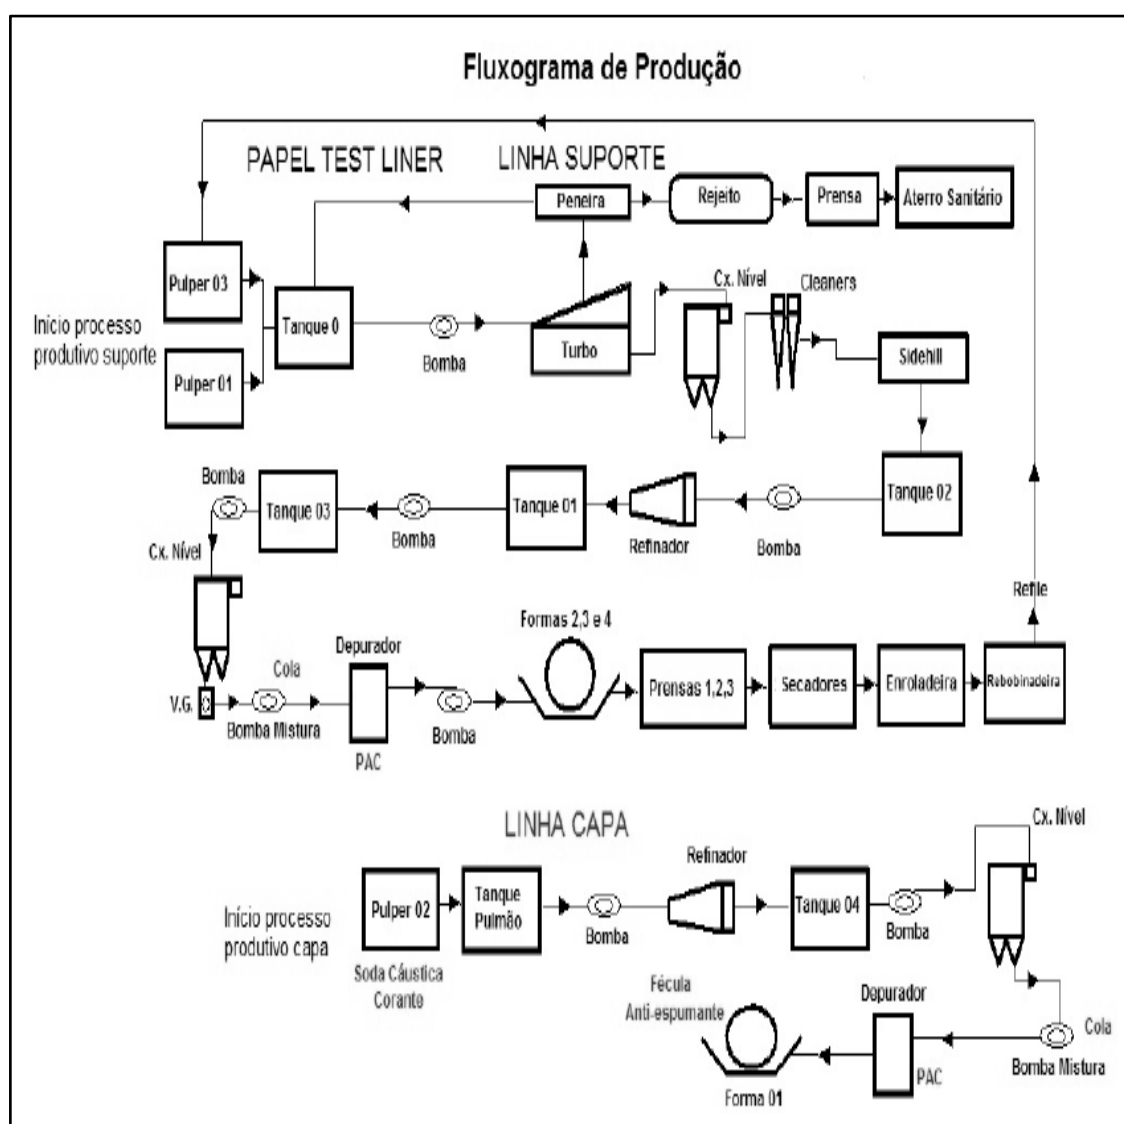 Fluxograma de Produção
PAPEL TEST LINER
LINHA SUPORTE
Peneira
Rejeito
Prensa
Aterro Sanitário
Pulper 03
Cx. Nível
Cleaners
Início processo
produtivo suporte
Tanque 0
Bomba
Turbo
Sidehill
Pulper 01
Bomba
Tanque 03
Bomba
Tanque 01
Refinador
Bomba
Tanque 02
Cx. Nível
Refile
Formas 2,3 e 4
Depurador
Cola
V.G.
Bomba Mistura
PAC
Bomba
Prensas 1,2,3
Secadores
Enroladeira
Rebobinadeira
LINHA CAPA
Cx. Nível
Refinador
Início processo
produtivo capa
Pulper 02
Tanque
Pulmão
Bomba
Tanque 04
Bomba
Soda Cáustica
Corante
Fécula
Anti-espumante
Depurador
Cola
Bomba Mistura
PAC
Forma 01